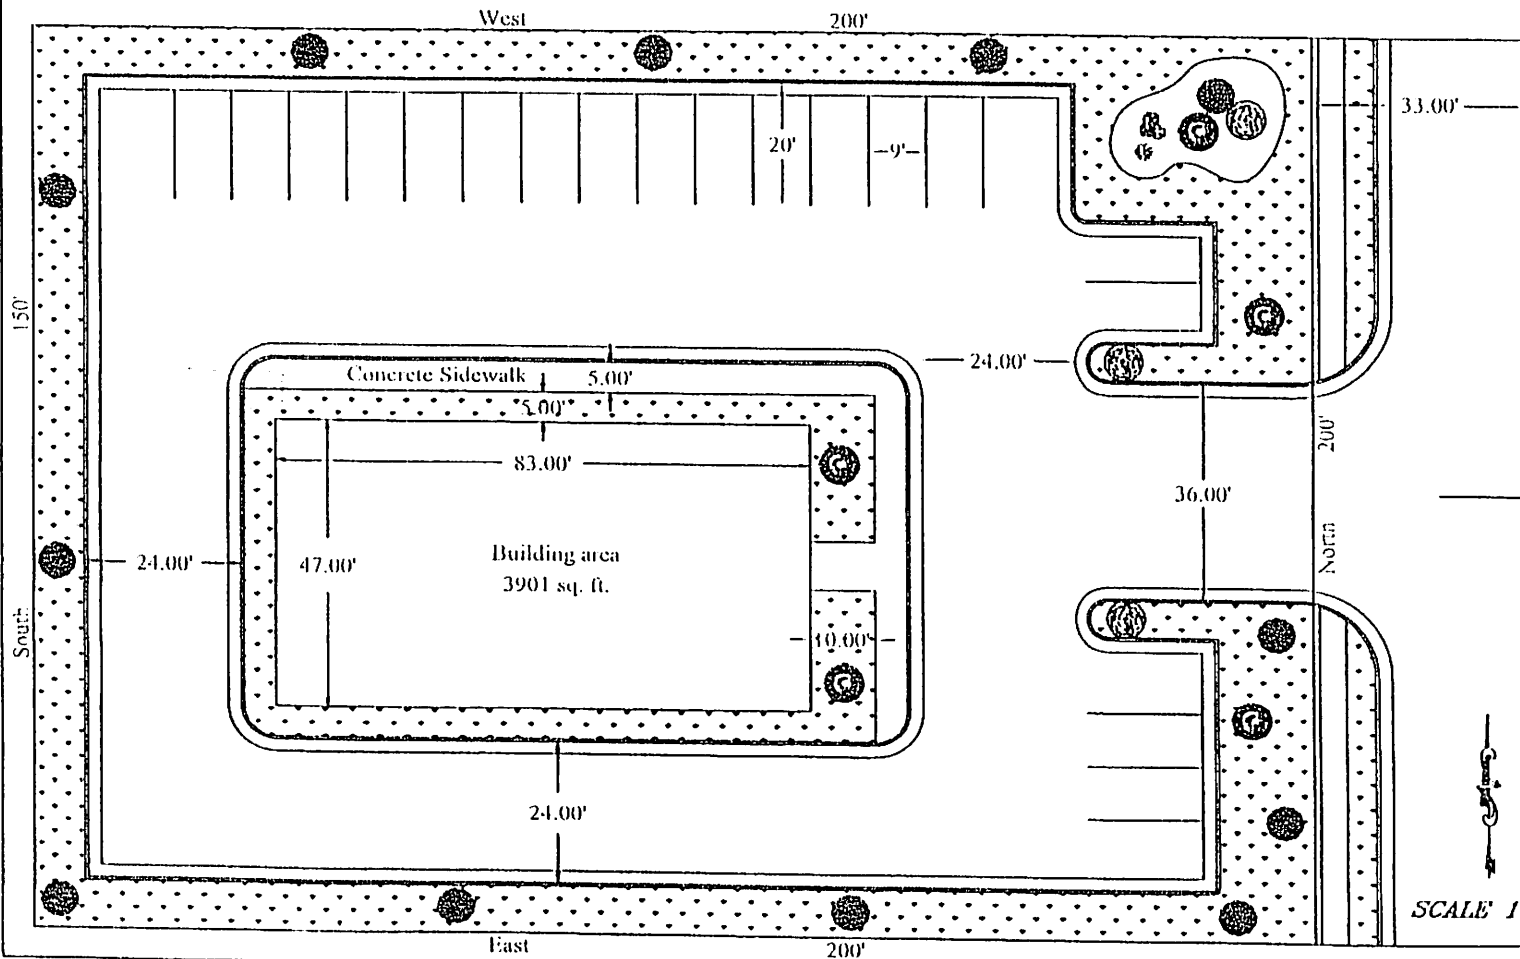 West
200'
33.00'
20'
9'
150'
24.00'
Concrete Sidewalk
5.00'
5.00'
200'
83.00'
36.00'
North
Building area
3901 sq. ft.
47.00'
24.00'
South
10.00'
24.00'
SCALE 1
East
200'